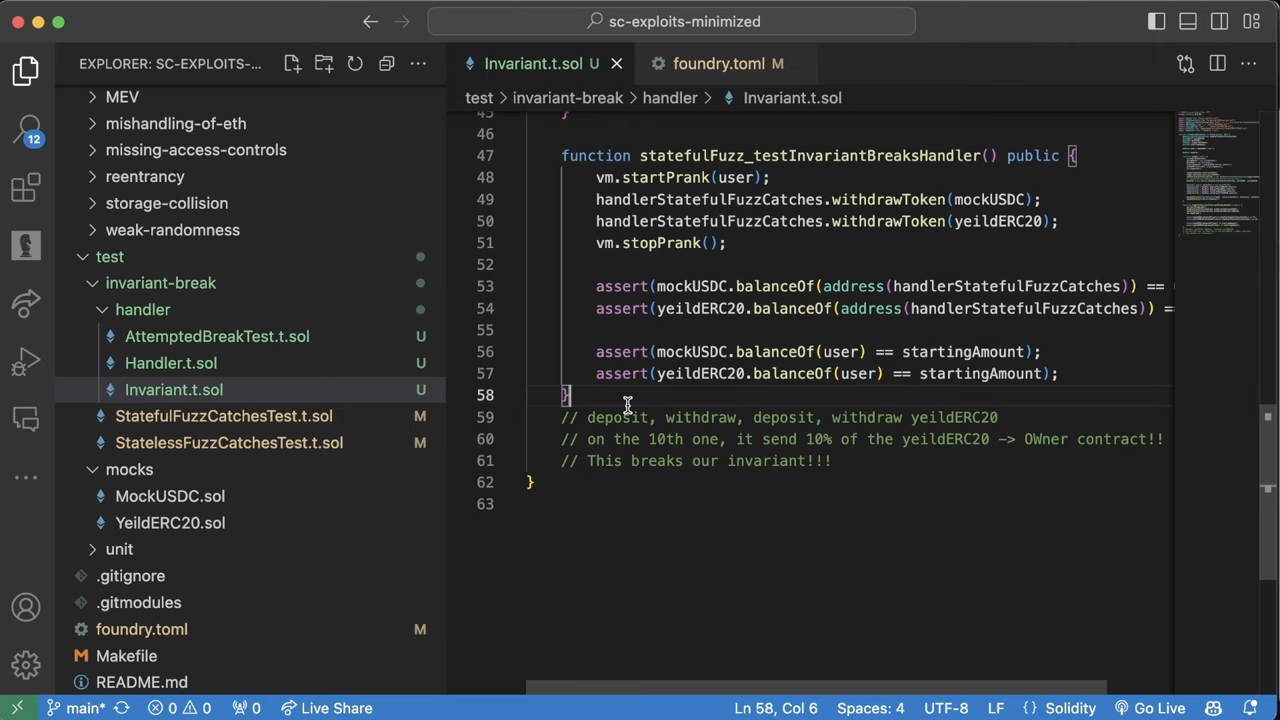 sc-exploits-minimized
EXPLORER: SC-EXPLOITS-...
MEV
mishandling-of-eth
missing-access-controls
reentrancy
storage-collision
weak-randomness
test
invariant-break
handler
AttemptedBreakTest.t.sol U
Handler.t.sol U
Invariant.t.sol U
StatefulFuzzCatchesTest.t.sol M
StatelessFuzzCatchesTest.t.sol M
mocks
MockUSDC.sol
YeildERC20.sol
unit
.gitignore
.gitmodules
foundry.toml M
Makefile
README.md
12
Invariant.t.sol U
foundry.toml M
test > invariant-break > handler > Invariant.t.sol
45 }
46
47 function statefulFuzz_testInvariantBreaksHandler() public {
48 vm.startPrank(user);
49 handlerStatefulFuzzCatches.withdrawToken(mockUSDC);
50 handlerStatefulFuzzCatches.withdrawToken(yeildERC20);
51 vm.stopPrank();
52
53 assert(mockUSDC.balanceOf(address(handlerStatefulFuzzCatches)) ==
54 assert(yeildERC20.balanceOf(address(handlerStatefulFuzzCatches) ==
55
56 assert(mockUSDC.balanceOf(user) == startingAmount);
57 assert(yeildERC20.balanceOf(user) == startingAmount);
58 }
59 // deposit, withdraw, deposit, withdraw yeildERC20
60 // on the 10th one, it send 10% of the yeildERC20 -> OWner contract!!
61 // This breaks our invariant!!!
62 }
63
main* 0 0 0 Live Share Ln 58, Col 6 Spaces: 4 UTF-8 LF {} Solidity Go Live